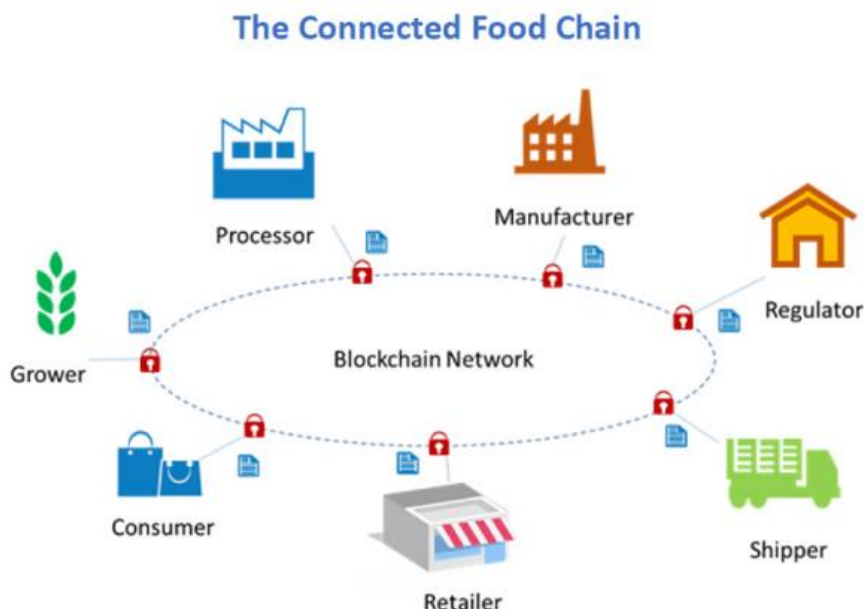 The Connected Food Chain
Processor
Manufacturer
Regulator
Grower
Blockchain Network
Consumer
Shipper
Retailer